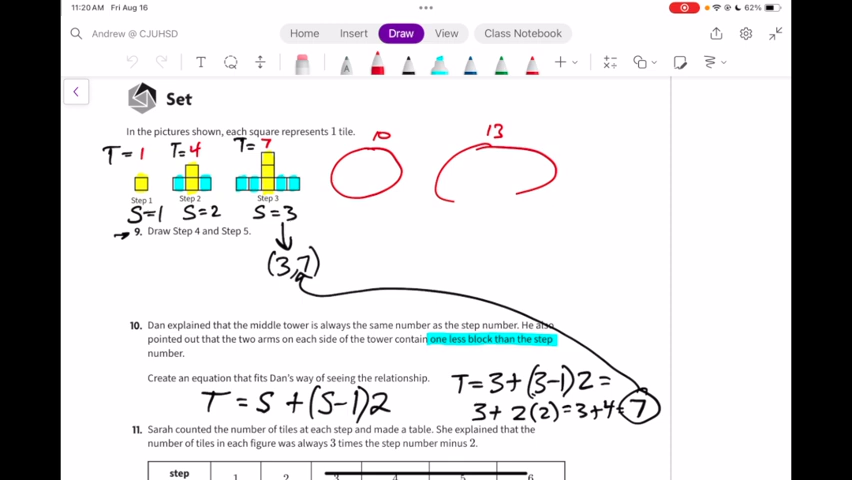 11:20 AM Fri Aug 16
62%
Andrew @ CJUHSD
Home Insert Draw View Class Notebook
Set
In the pictures shown, each square represents 1 tile.
T=1 T=4 T=7 10 13
Step 1 Step 2 Step 3
S=1 S=2 S=3
9. Draw Step 4 and Step 5.
(3,7)
10. Dan explained that the middle tower is always the same number as the step number. He also
pointed out that the two arms on each side of the tower contain one less block than the step
number.
Create an equation that fits Dan's way of seeing the relationship.
T = S + (S-1)2
T = 3 + (3-1)2 =
3 + 2(2) = 3+4 = 7
11. Sarah counted the number of tiles at each step and made a table. She explained that the
number of tiles in each figure was always 3 times the step number minus 2.
step 1 2 3 4 5 6